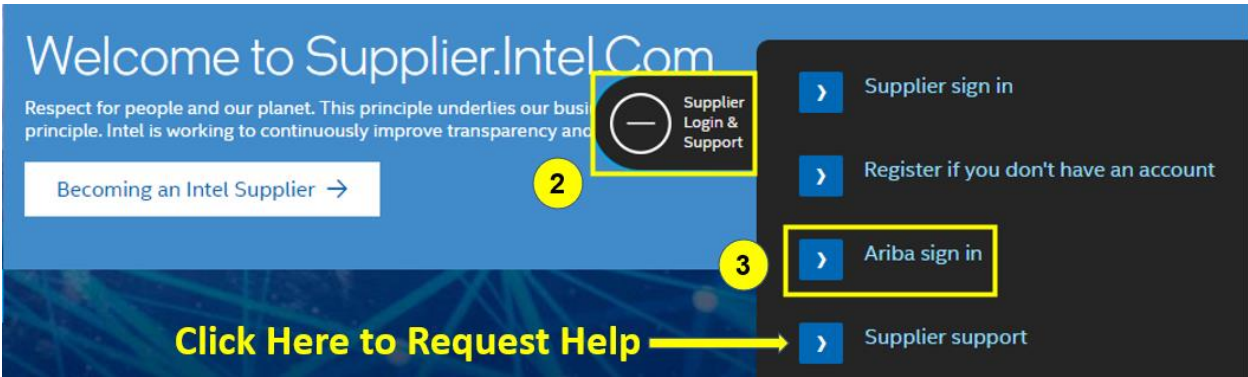 Welcome to Supplier.Intel.Com
Respect for people and our planet. This principle underlies our busi
principle. Intel is working to continuously improve transparency and
Becoming an Intel Supplier →
2
Supplier
Login &
Support
Supplier sign in
Register if you don't have an account
3
Ariba sign in
Click Here to Request Help
Supplier support